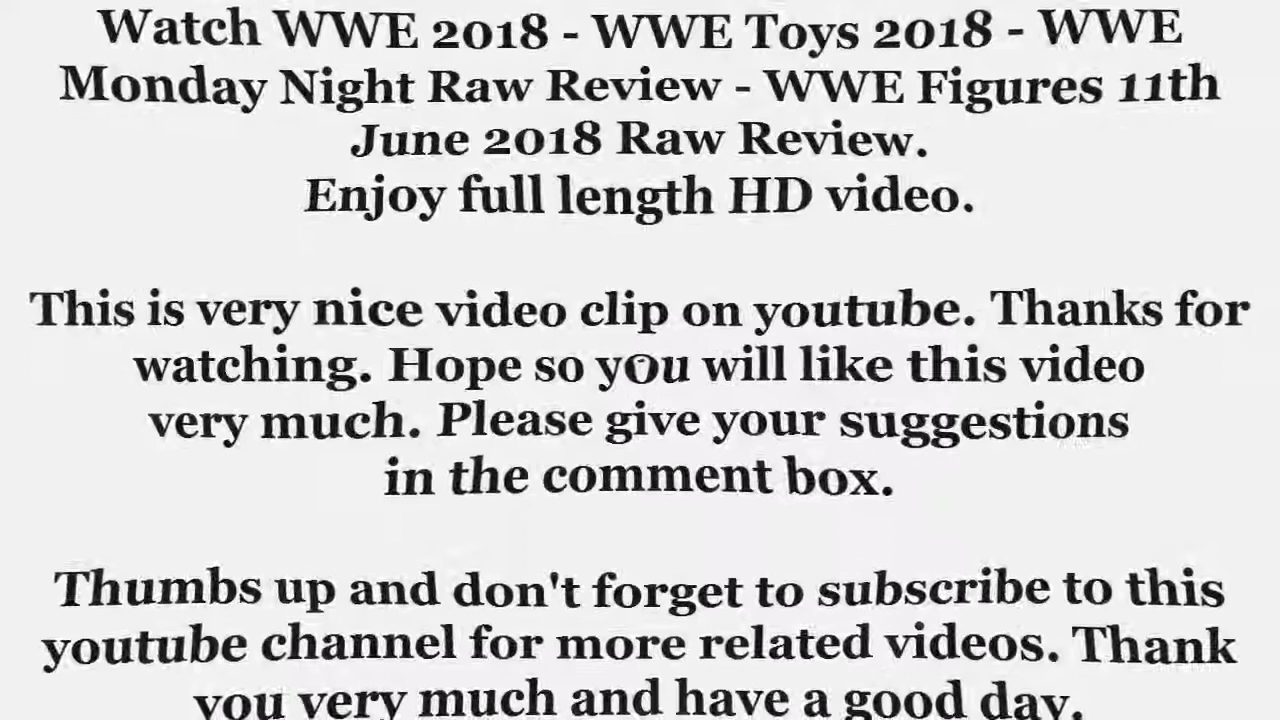 Watch WWE 2018 - WWE Toys 2018 - WWE
Monday Night Raw Review - WWE Figures 11th
June 2018 Raw Review.
Enjoy full length HD video.
This is very nice video clip on youtube. Thanks for
watching. Hope so you will like this video
very much. Please give your suggestions
in the comment box.
Thumbs up and don't forget to subscribe to this
youtube channel for more related videos. Thank
you very much and have a good day.